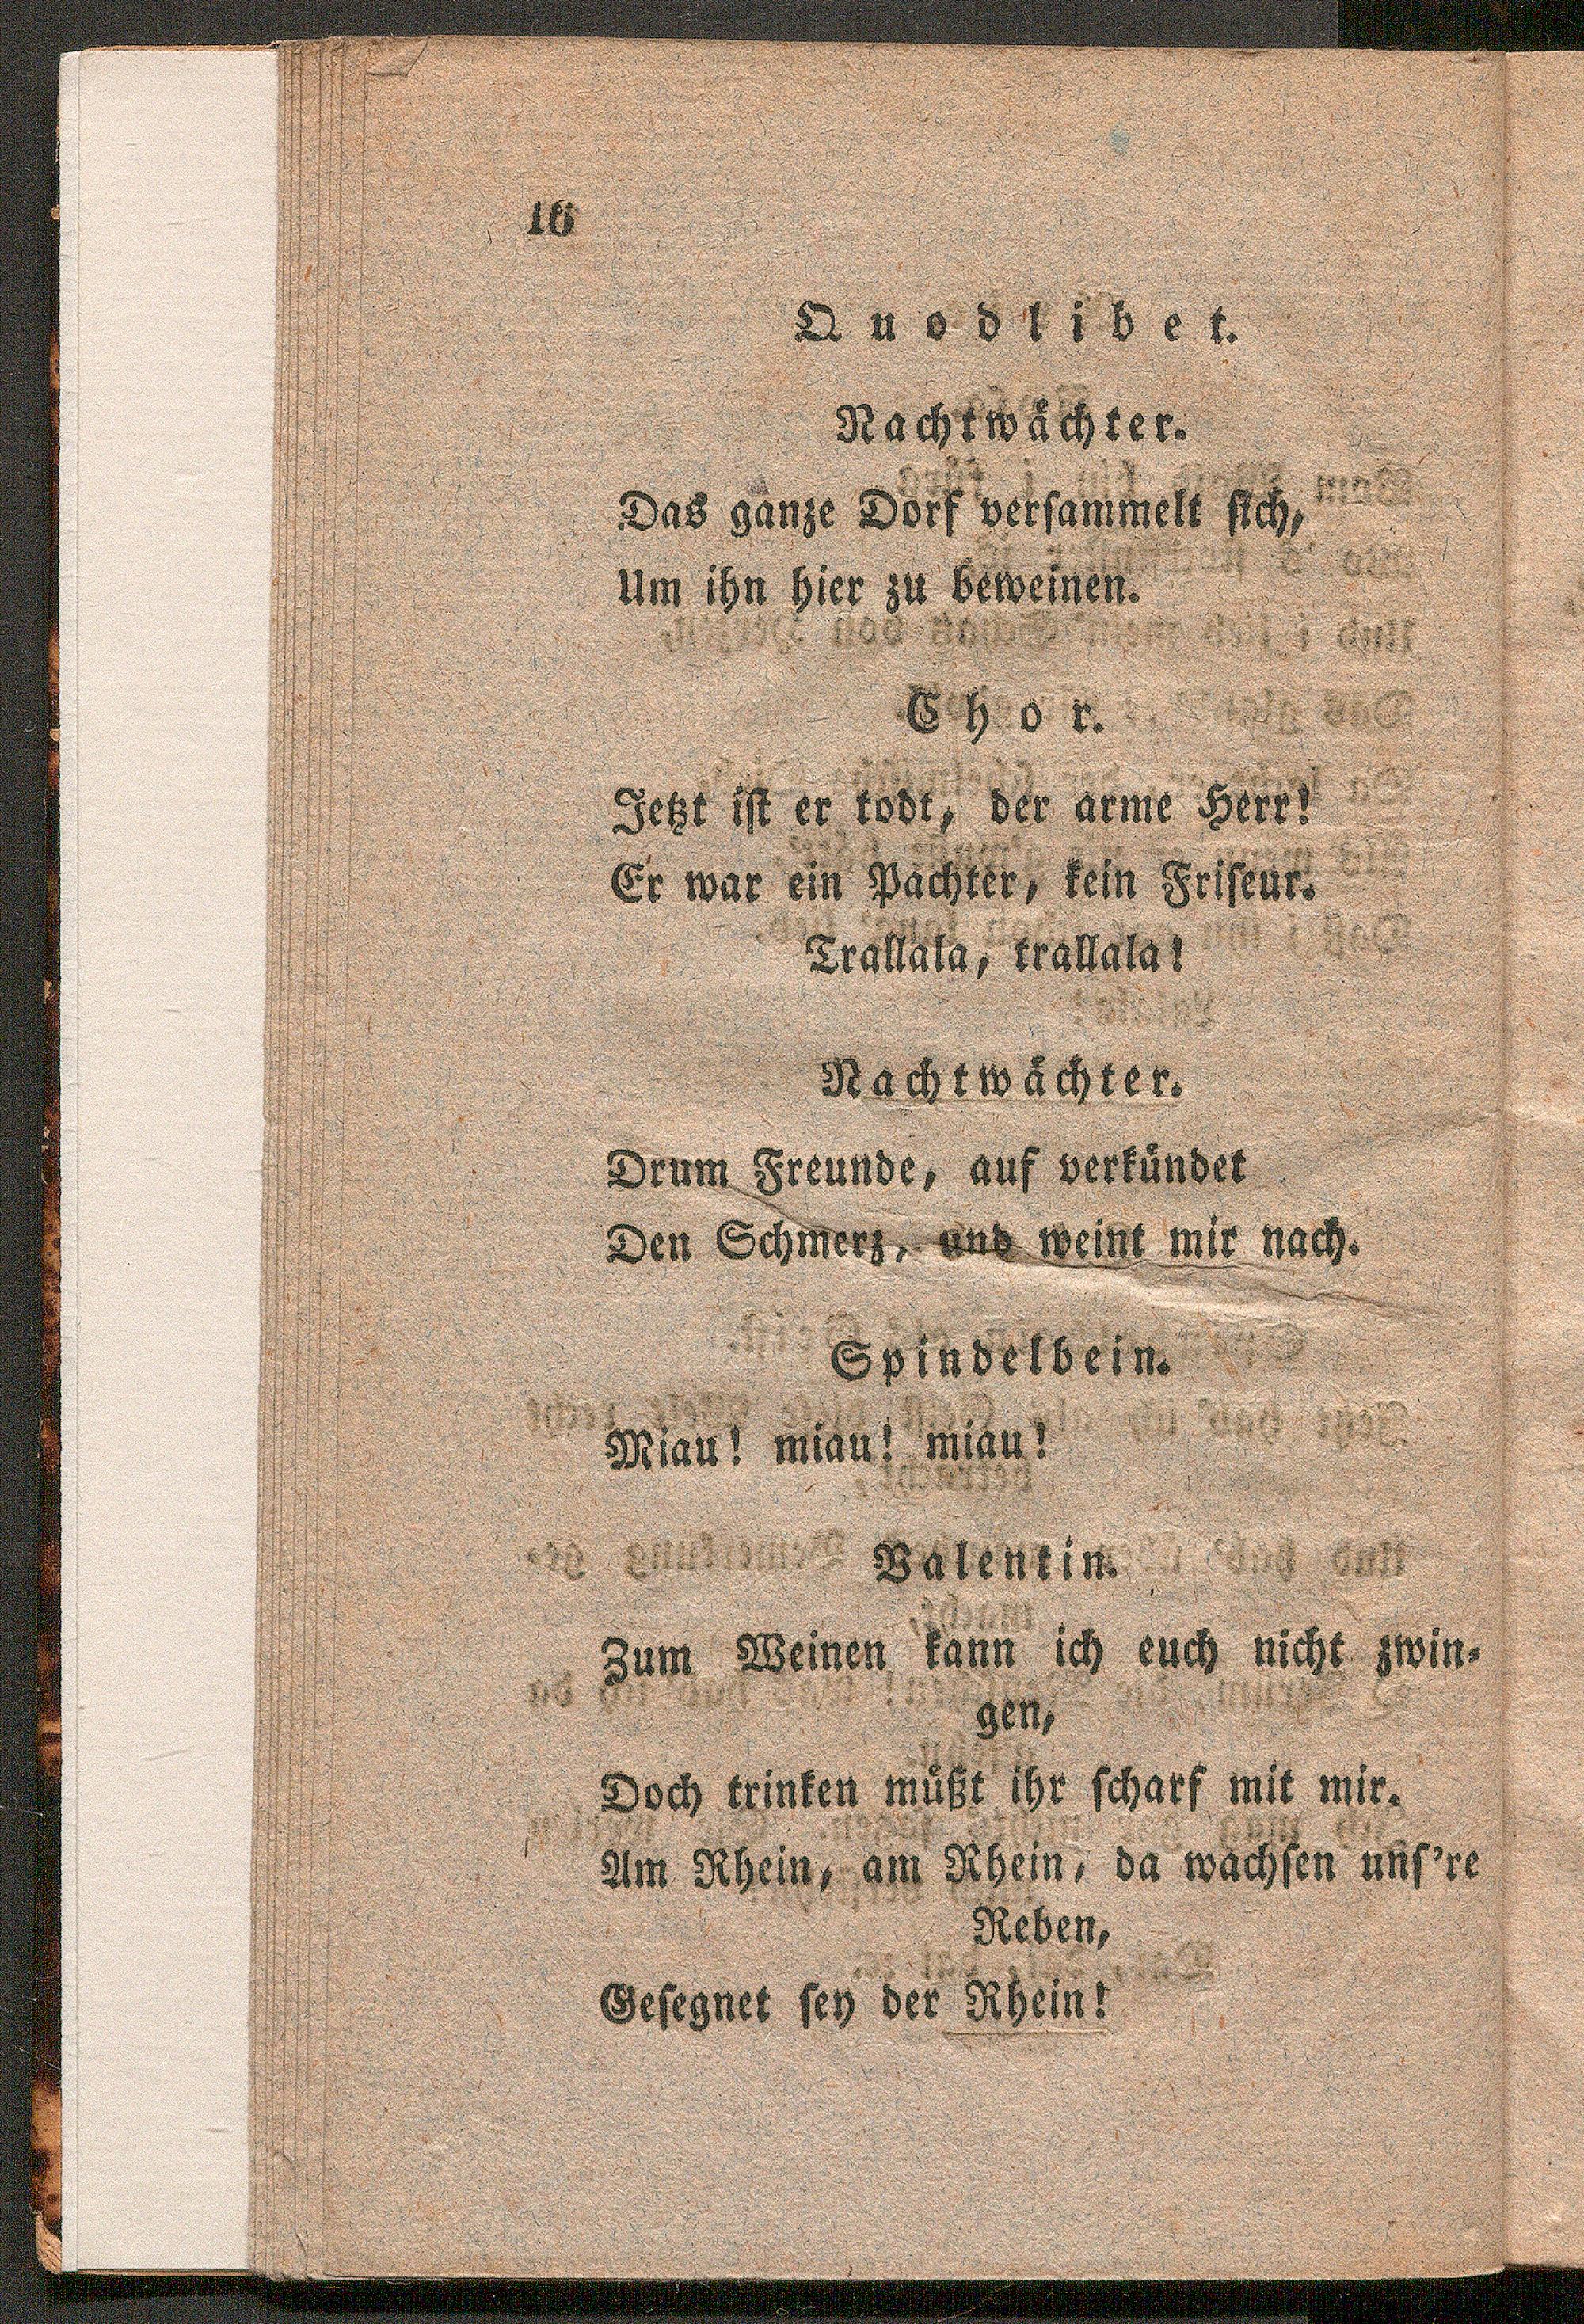 16
Quodlibet.
Nachtwächter.
Das ganze Dorf versammelt sich,
Um ihn hier zu beweinen.
Chor.
Jetzt ist er todt, der arme Herr!
Er war ein Pachter, kein Friseur.
Trallala, trallala!
Nachtwächter.
Drum Freunde, auf verkündet
Den Schmerz, und weint mir nach.
Spindelbein.
Miau! miau! miau!
Valentin.
Zum Weinen kann ich euch nicht zwin-
gen,
Doch trinken müßt ihr scharf mit mir.
Am Rhein, am Rhein, da wachsen uns're
Reben,
Gesegnet sey der Rhein!